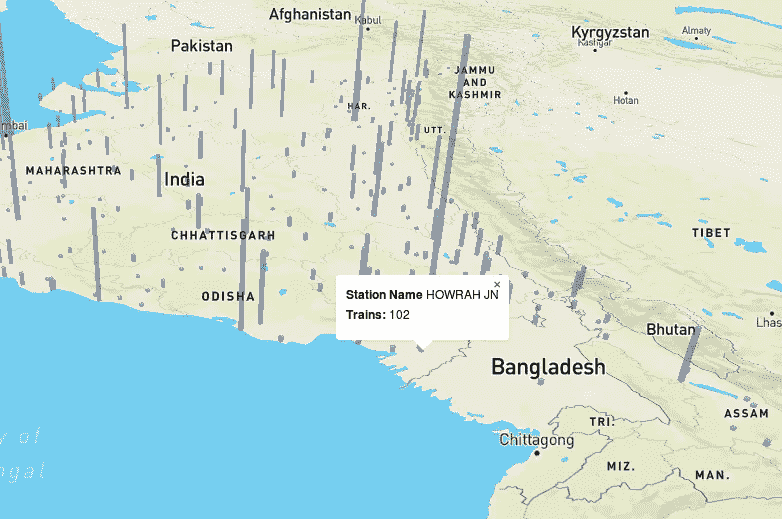 Afghanistan
Kabul
Kyrgyzstan
Almaty
Kashgar
Pakistan
JAMMU
AND
KASHMIR
Hotan
HAR.
mbai
UTT.
MAHARASHTRA
India
CHHATTISGARH
TIBET
ODISHA
×
Station Name HOWRAH JN
Trains: 102
Lhas
Bhutan
Bangladesh
ASSAM
TRI.
Chittagong
y of
ngal
MIZ.
MAN.